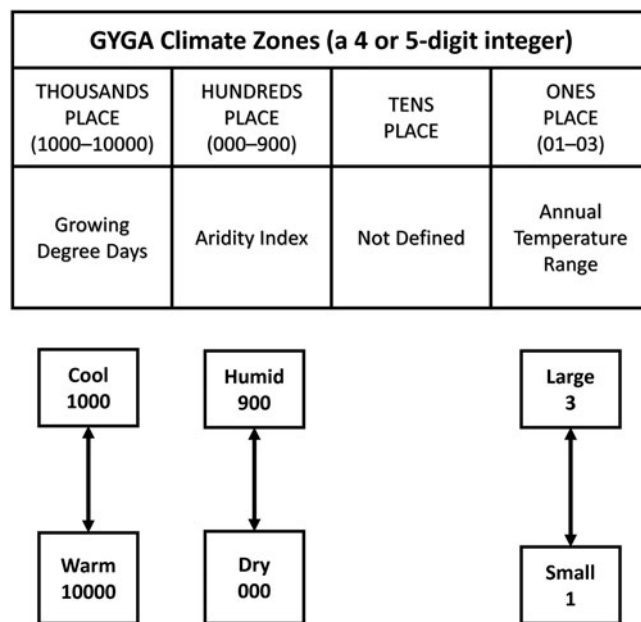 GYGA Climate Zones (a 4 or 5-digit integer)
THOUSANDS
PLACE
(1000–10000)
HUNDREDS
PLACE
(000–900)
TENS
PLACE
ONES
PLACE
(01–03)
Growing
Degree Days
Aridity Index
Not Defined
Annual
Temperature
Range
Cool
1000
Humid
900
Large
3
Warm
10000
Dry
000
Small
1